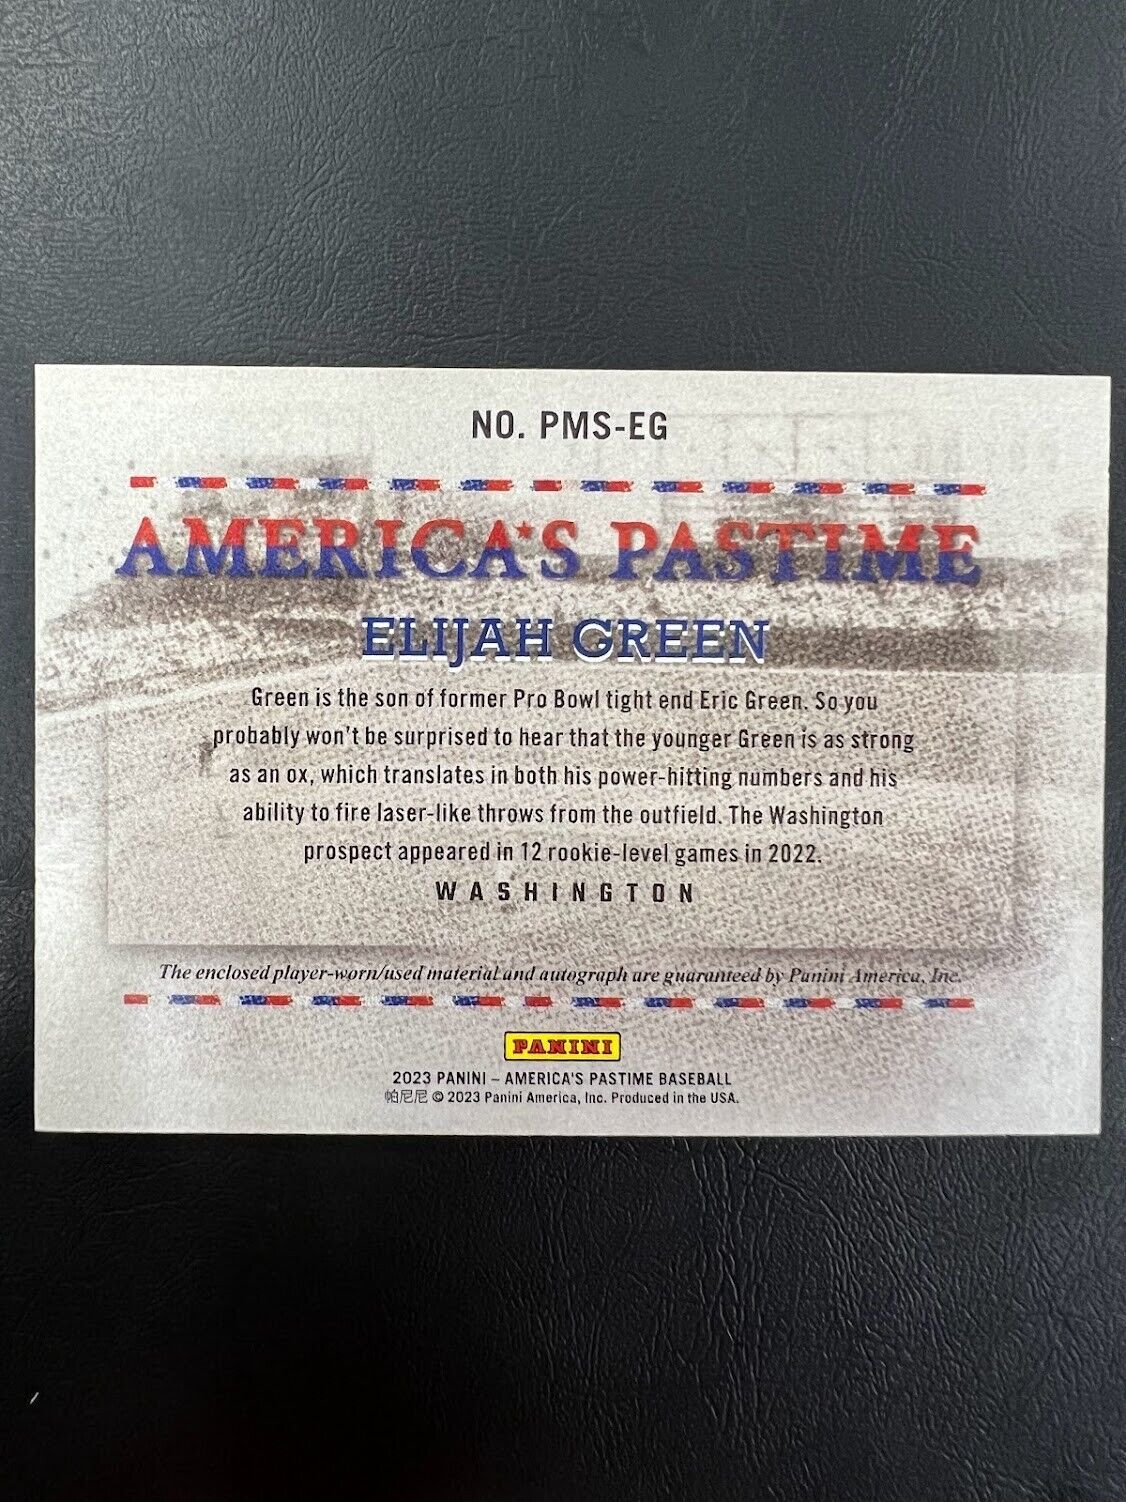 NO. PMS-EG
AMERICA'S PASTIME
ELIJAH GREEN
Green is the son of former Pro Bowl tight end Eric Green. So you
probably won't be surprised to hear that the younger Green is as strong
as an ox, which translates in both his power-hitting numbers and his
ability to fire laser-like throws from the outfield. The Washington
prospect appeared in 12 rookie-level games in 2022.
WASHINGTON
The enclosed player-worn/used material and autograph are guaranteed by Panini America, Inc.
PANINI
2023 PANINI – AMERICA'S PASTIME BASEBALL
帕尼尼 © 2023 Panini America, Inc. Produced in the USA.